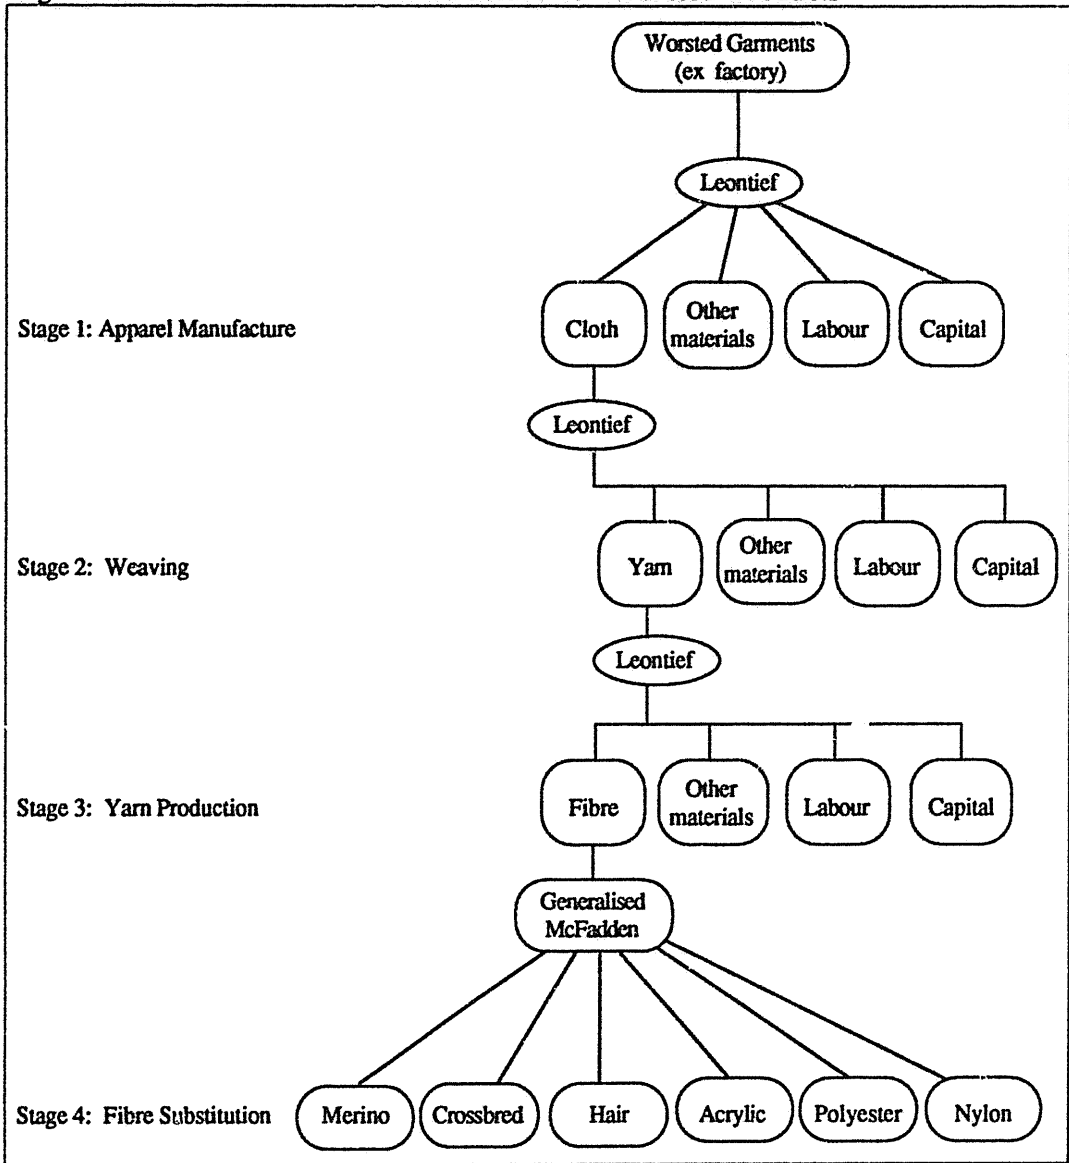 Worsted Garments
(ex factory)
Leontief
Stage 1: Apparel Manufacture
Cloth
Other
materials
Labour
Capital
Leontief
Stage 2: Weaving
Yarn
Other
materials
Labour
Capital
Leontief
Stage 3: Yarn Production
Fibre
Other
materials
Labour
Capital
Generalised
McFadden
Stage 4: Fibre Substitution
Merino
Crossbred
Hair
Acrylic
Polyester
Nylon